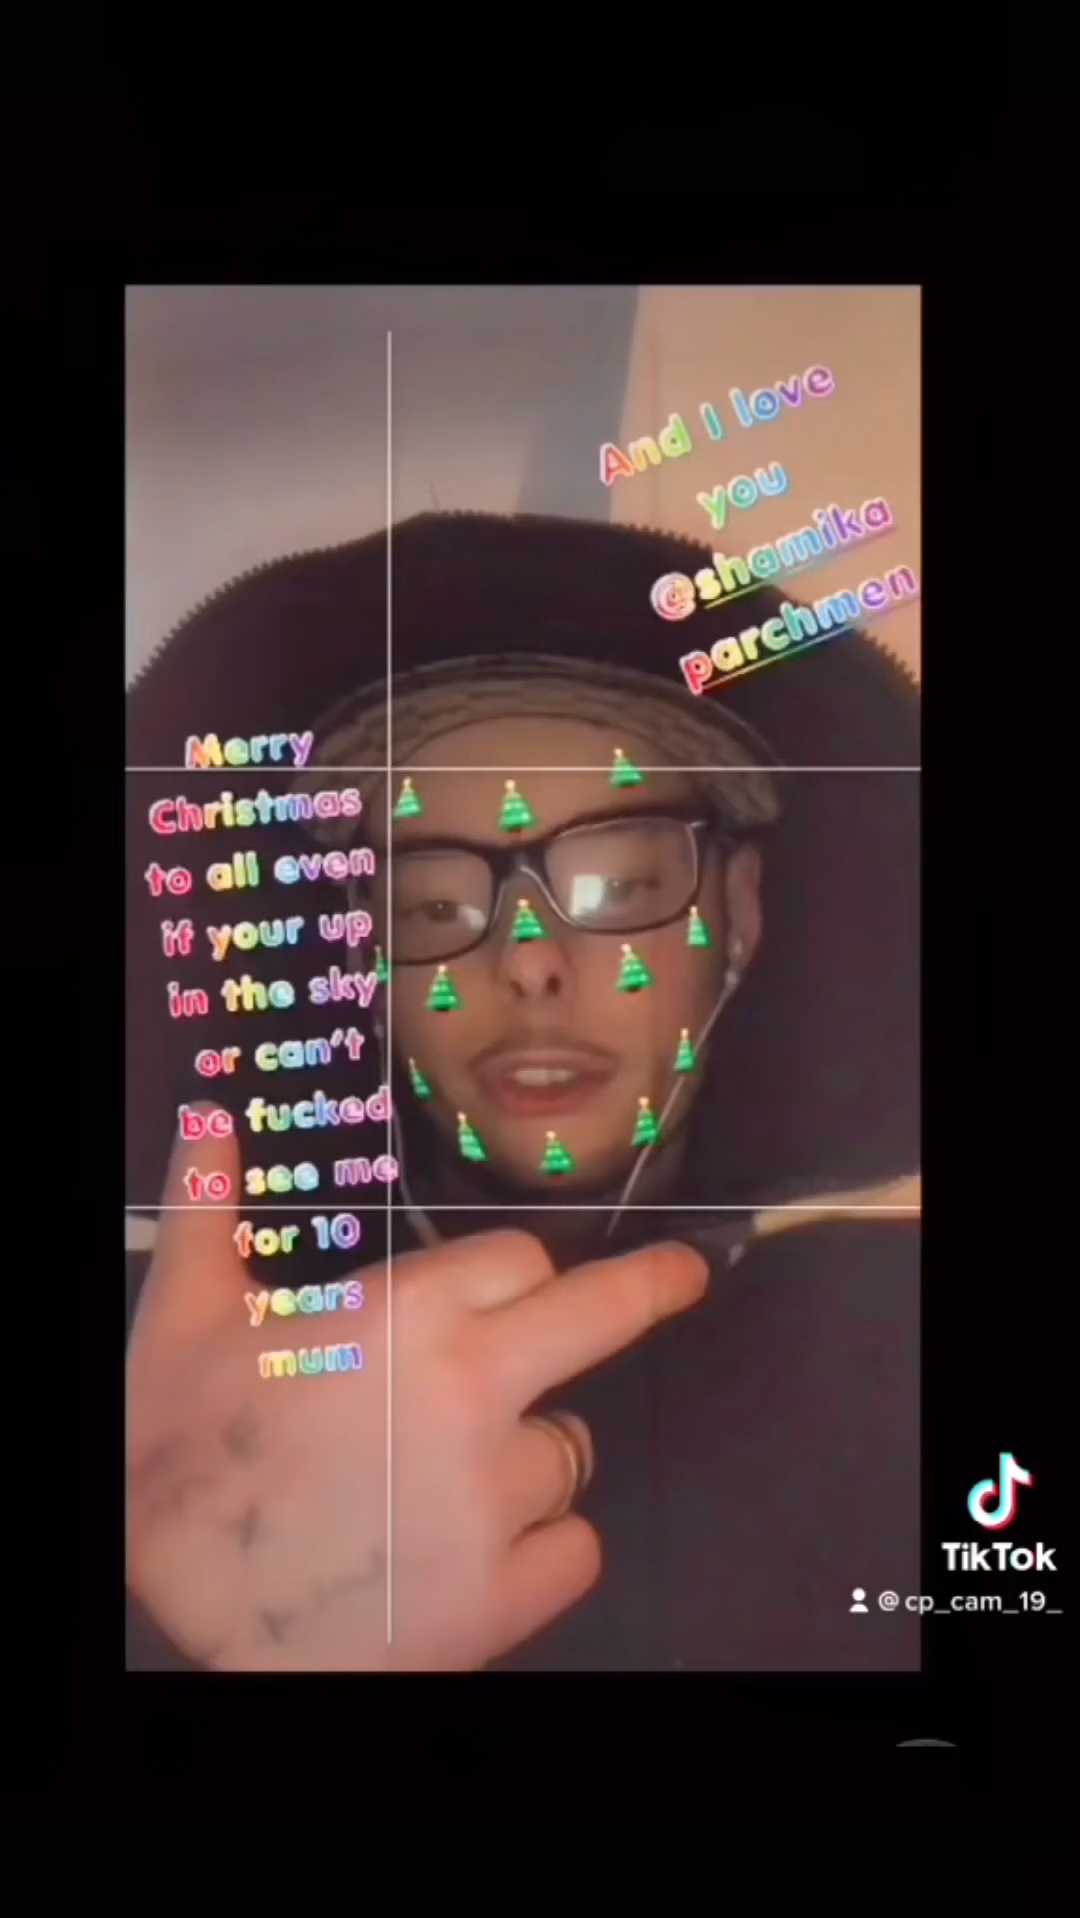 And I love
you
@shamika
parchmen
Merry
Christmas
to all even
if your up
in the sky
or can't
be fucked
to see me
for 10
years
mum
TikTok
@cp_cam_19_